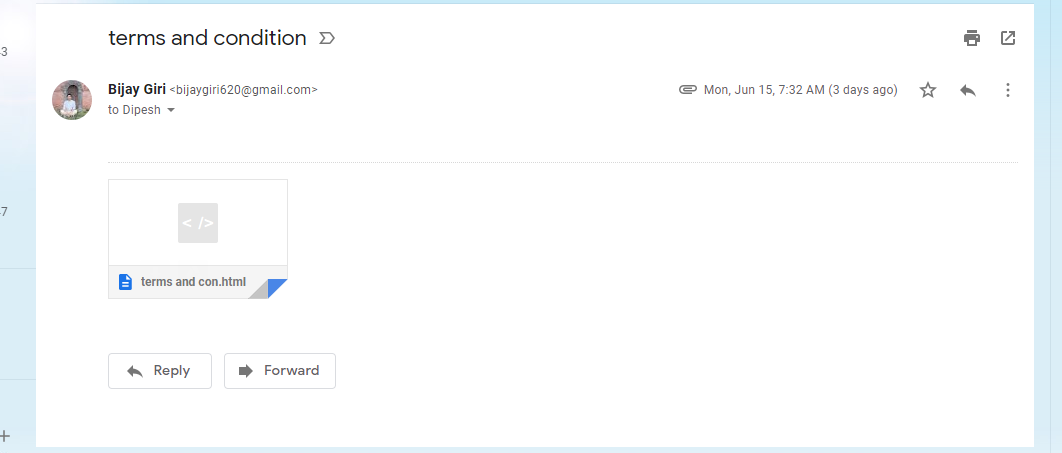 terms and condition
Bijay Giri <bijaygiri620@gmail.com>
Mon, Jun 15, 7:32 AM (3 days ago)
to Dipesh
3
</>
7
terms and con.html
Reply
Forward
+